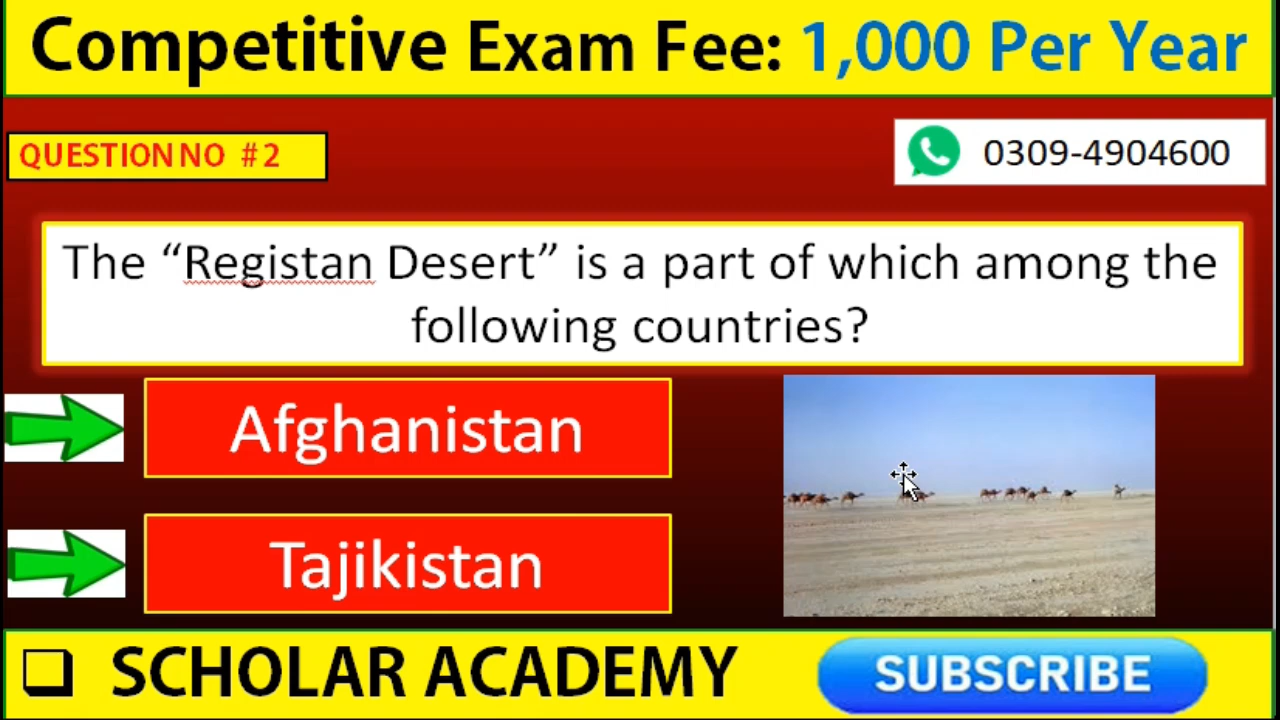 Competitive Exam Fee: 1,000 Per Year
QUESTION NO # 2
0309-4904600
The “Registan Desert” is a part of which among the
following countries?
Afghanistan
Tajikistan
SCHOLAR ACADEMY
SUBSCRIBE